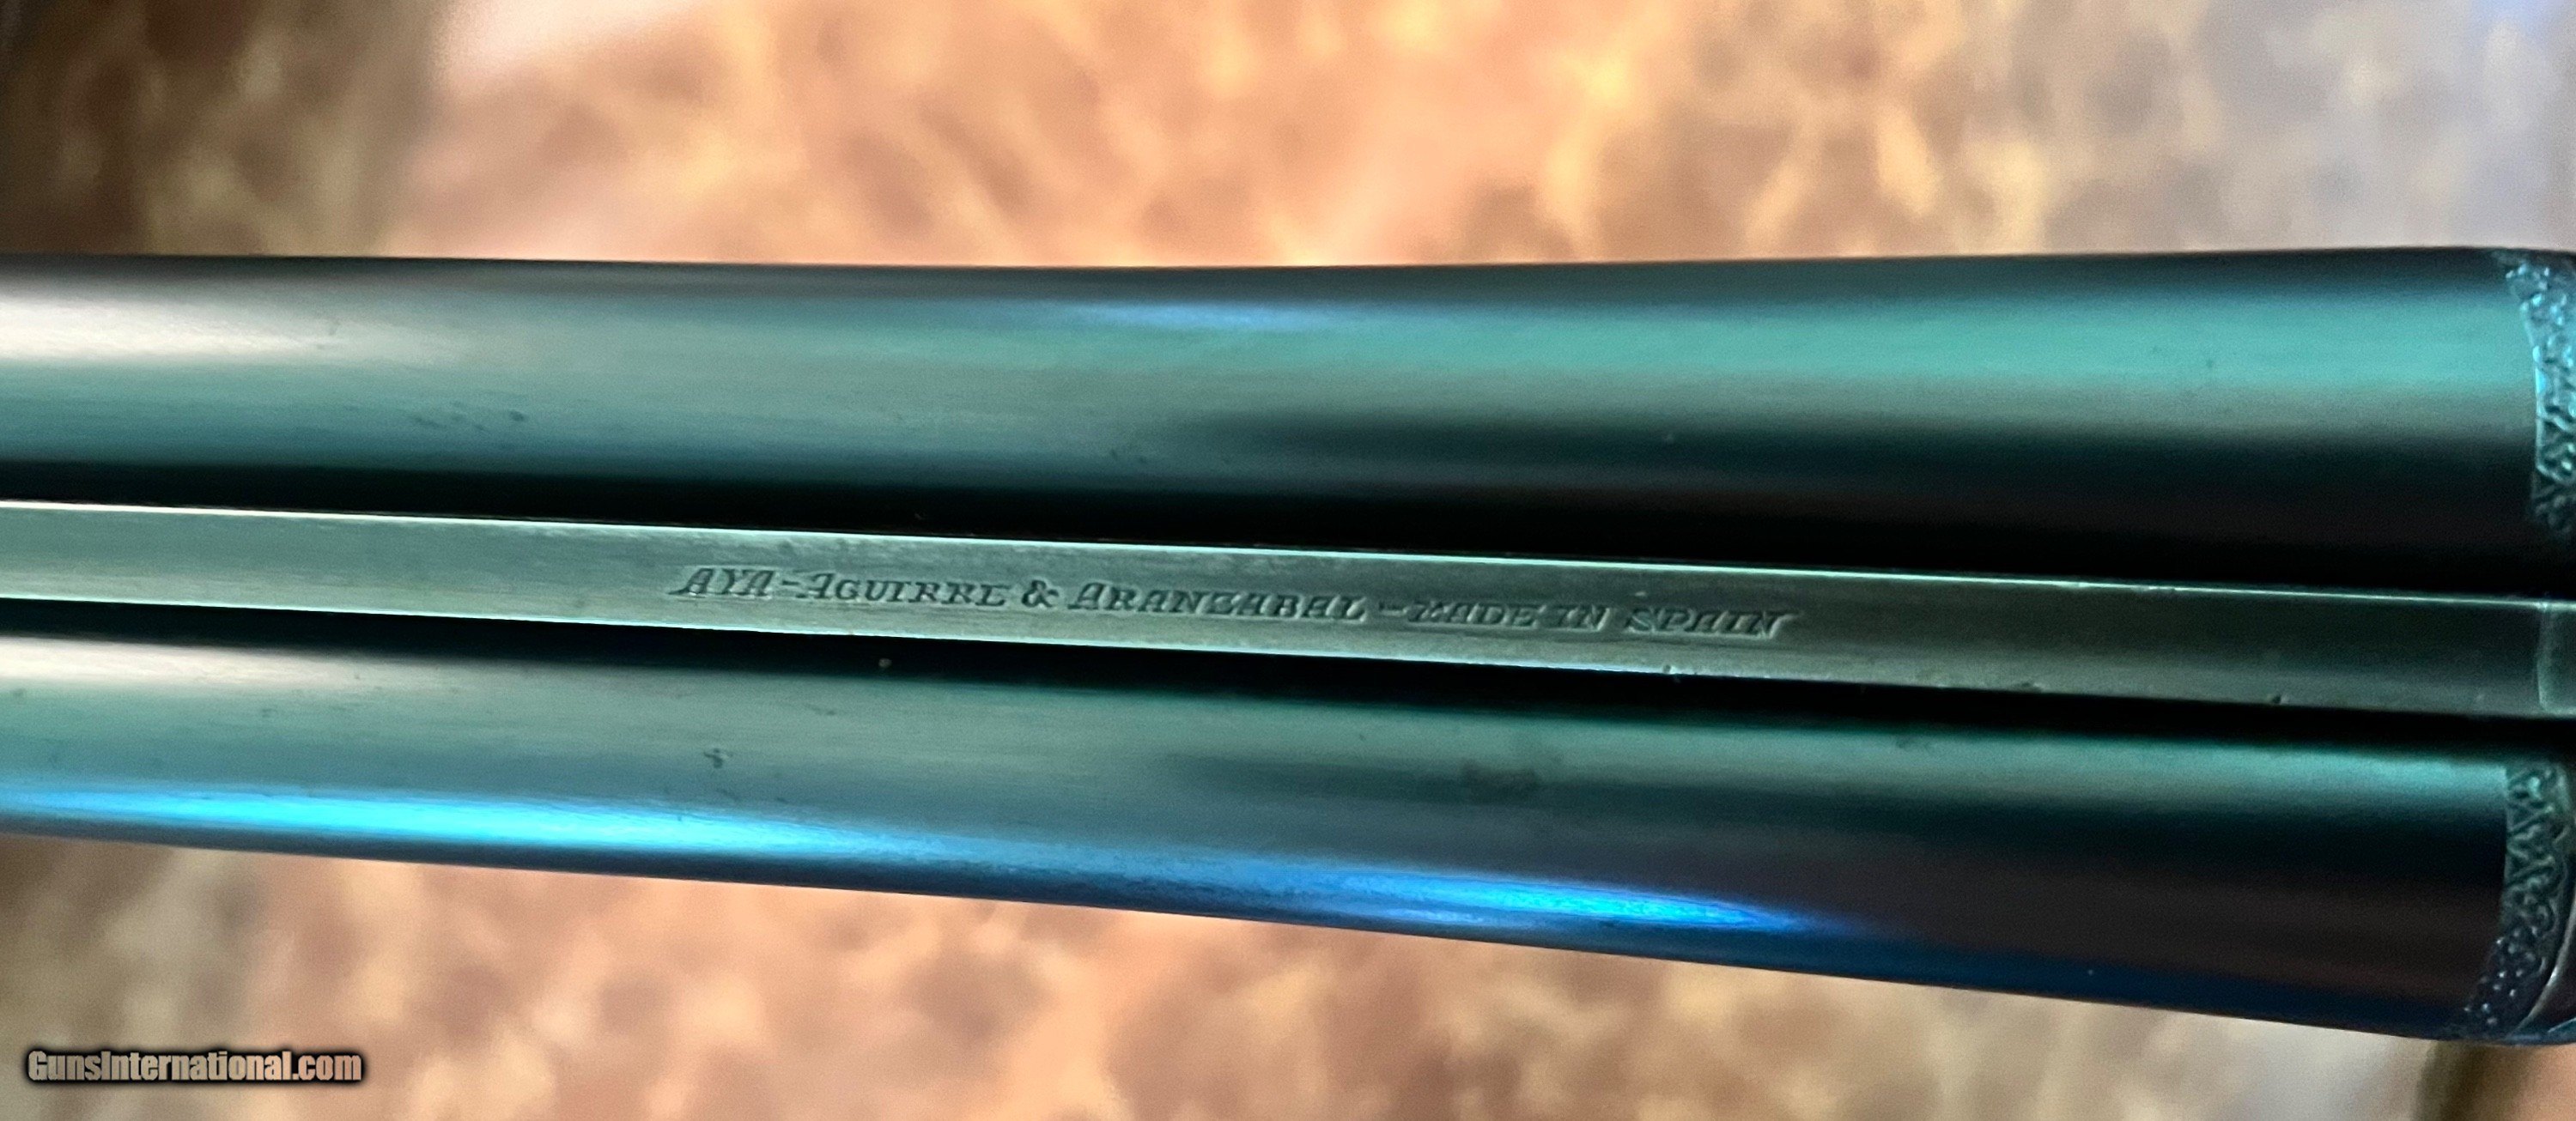 AYA-AGUIRRE & ARANZABAL-MADE IN SPAIN
GunsInternational.com